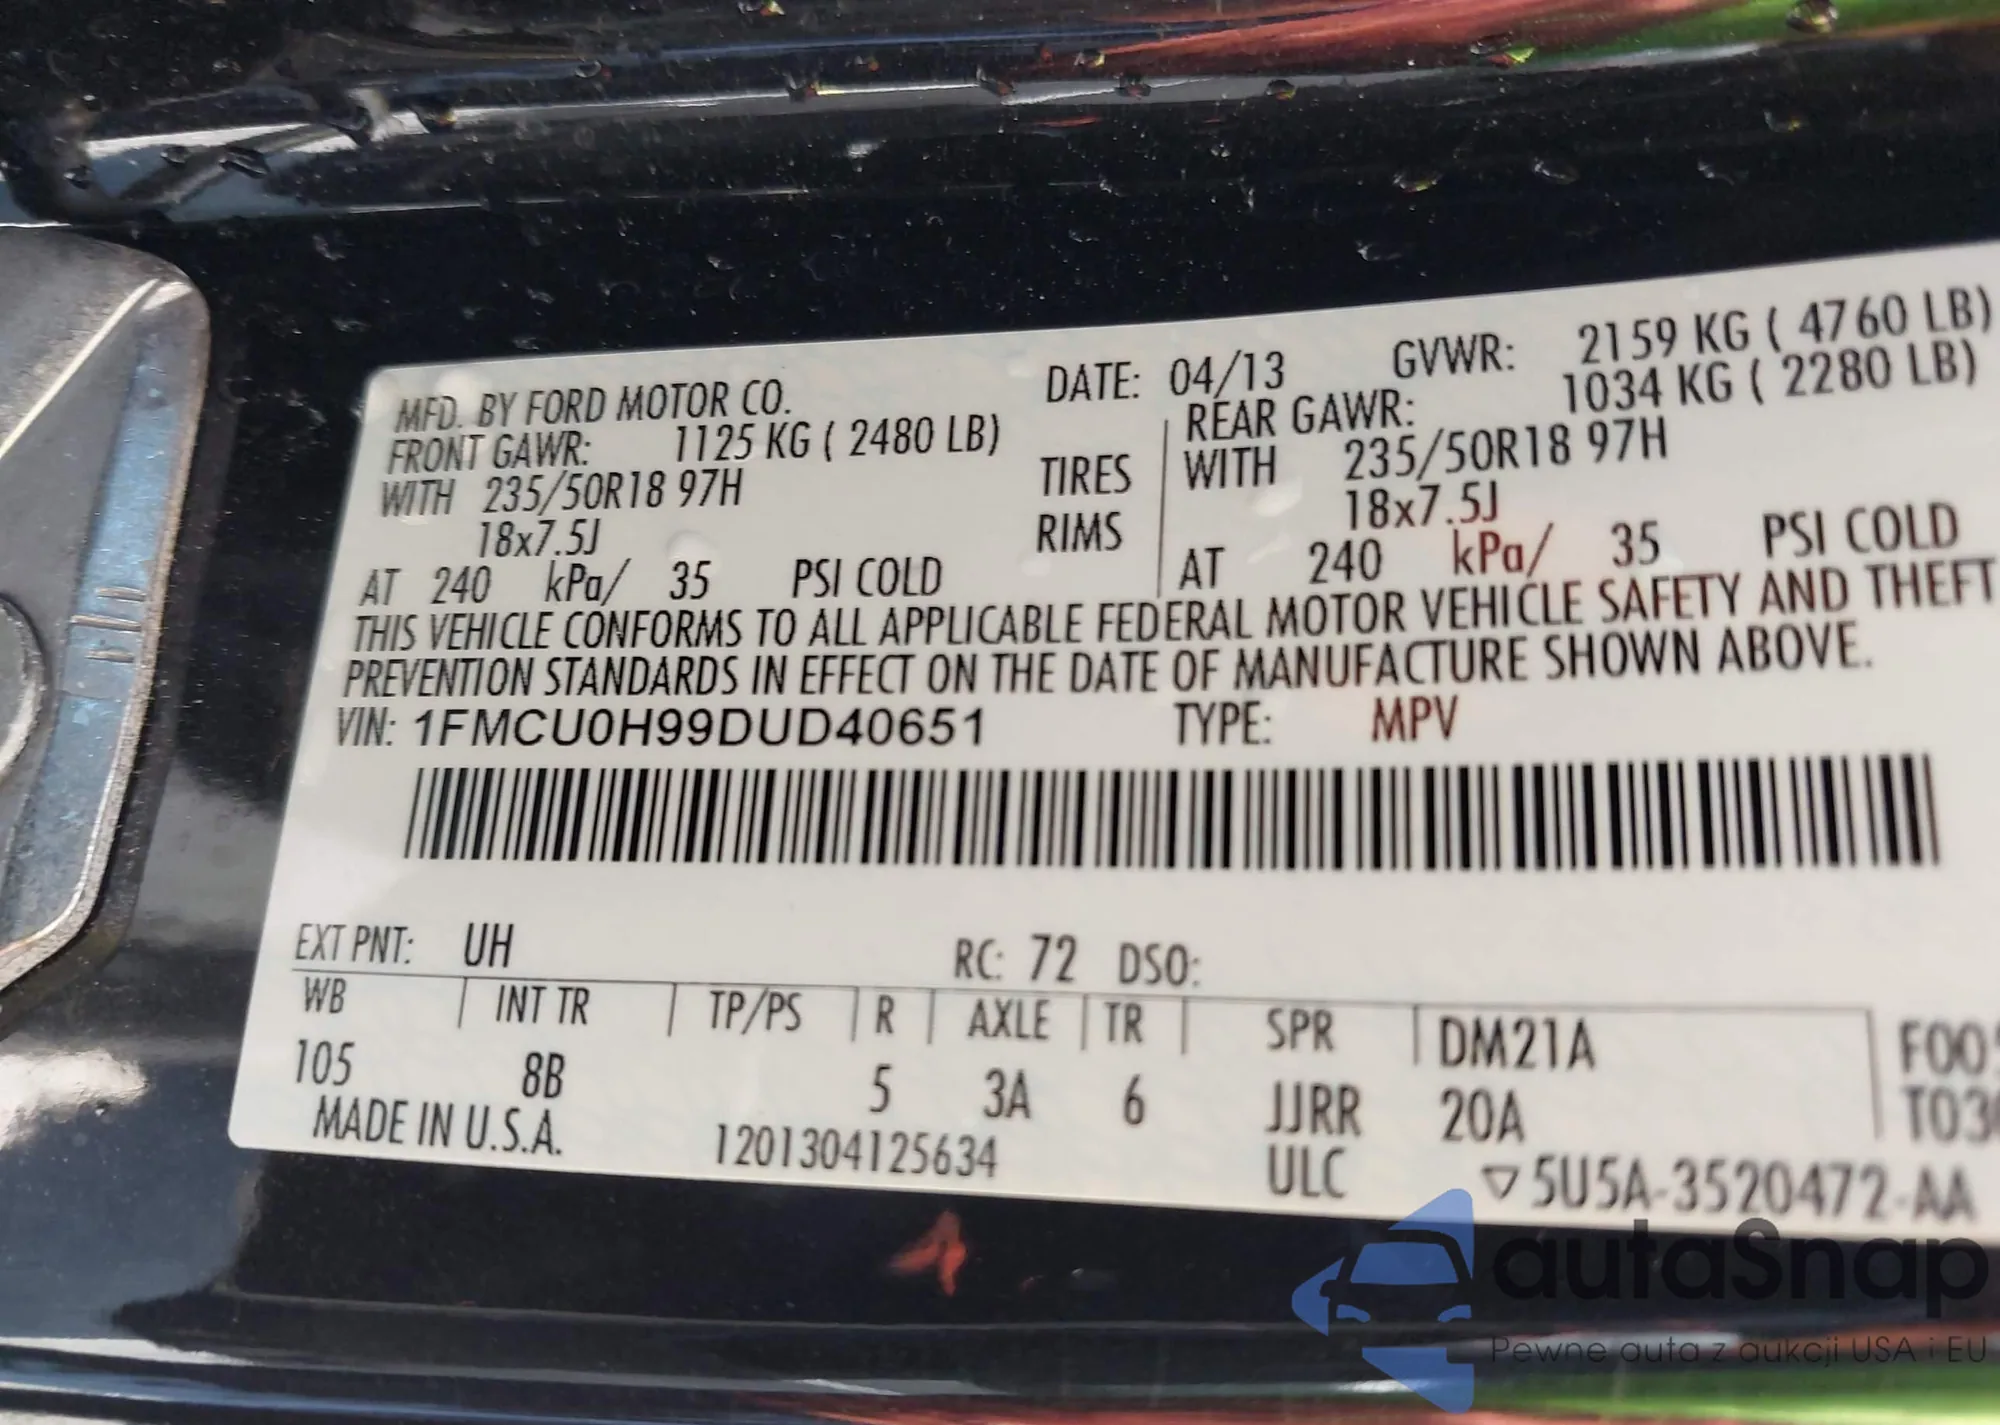 MFD. BY FORD MOTOR CO. DATE: 04/13 GVWR: 2159 KG ( 4760 LB)
FRONT GAWR: 1125 KG ( 2480 LB) REAR GAWR: 1034 KG ( 2280 LB)
WITH 235/50R18 97H TIRES WITH 235/50R18 97H
18x7.5J RIMS 18x7.5J
AT 240 kPa/ 35 PSI COLD AT 240 kPa/ 35 PSI COLD
THIS VEHICLE CONFORMS TO ALL APPLICABLE FEDERAL MOTOR VEHICLE SAFETY AND THEFT
PREVENTION STANDARDS IN EFFECT ON THE DATE OF MANUFACTURE SHOWN ABOVE.
VIN: 1FMCU0H99DUD40651 TYPE: MPV
EXT PNT: UH RC: 72 DSO:
WB INT TR TP/PS R AXLE TR SPR DM21A
105 8B 5 3A 6 JJRR 20A
MADE IN U.S.A. 1201304125634 ULC ▽5U5A-3520472-AA
autaSnap
Pewne auta z aukcji USA i EU